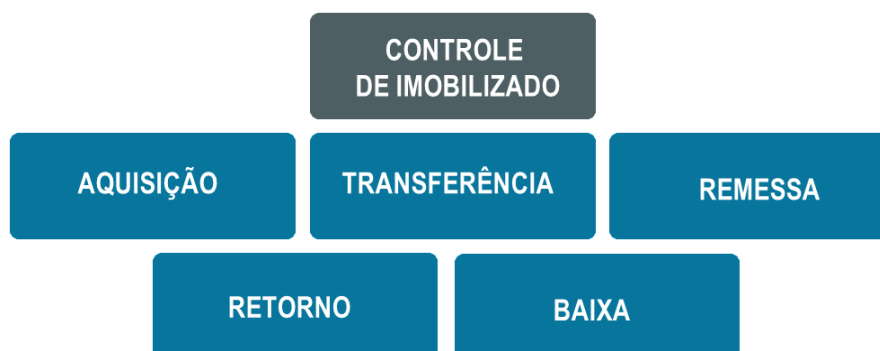 CONTROLE
DE IMOBILIZADO
AQUISIÇÃO
TRANSFERÊNCIA
REMESSA
RETORNO
BAIXA